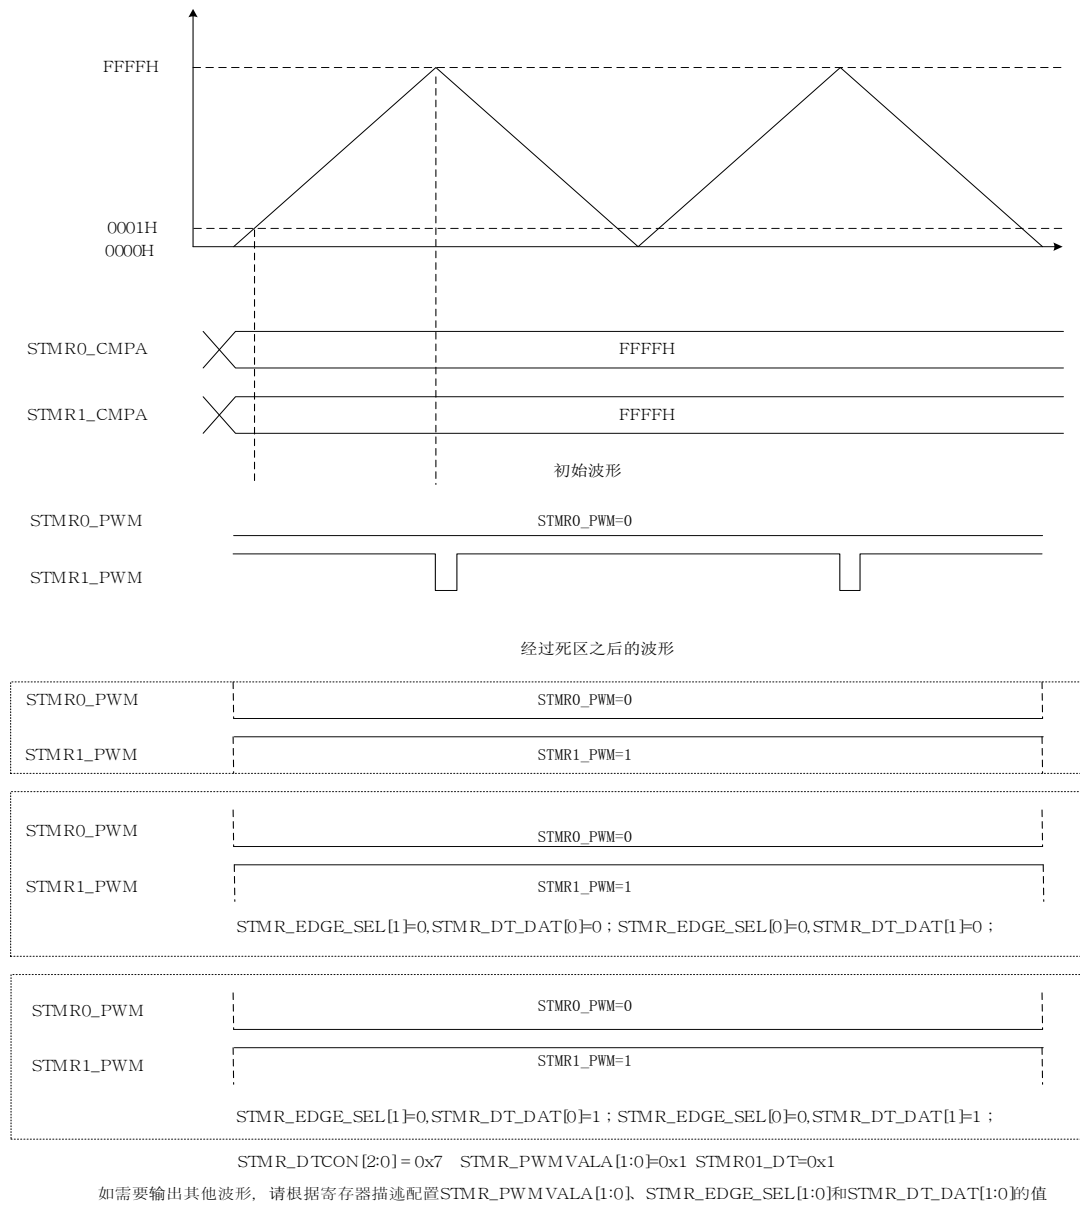 FFFFH
0001H
0000H
STMR0_CMPA FFFFH
STMR1_CMPA FFFFH
初始波形
STMR0_PWM STMR0_PWM=0
STMR1_PWM
经过死区之后的波形
STMR0_PWM STMR0_PWM=0
STMR1_PWM STMR1_PWM=1
STMR0_PWM STMR0_PWM=0
STMR1_PWM STMR1_PWM=1
STMR_EDGE_SEL[1]=0,STMR_DT_DAT[0]=0；STMR_EDGE_SEL[0]=0,STMR_DT_DAT[1]=0；
STMR0_PWM STMR0_PWM=0
STMR1_PWM STMR1_PWM=1
STMR_EDGE_SEL[1]=0,STMR_DT_DAT[0]=1；STMR_EDGE_SEL[0]=0,STMR_DT_DAT[1]=1；
STMR_DTCON[2:0] = 0x7 STMR_PWMVALA[1:0]=0x1 STMR01_DT=0x1
如需要输出其他波形，请根据寄存器描述配置STMR_PWMVALA[1:0]、STMR_EDGE_SEL[1:0]和STMR_DT_DAT[1:0]的值